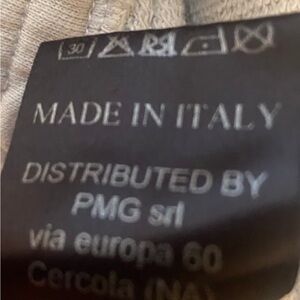 30
MADE IN ITALY
DISTRIBUTED BY
PMG srl
via europa 60
Cercola (NA)